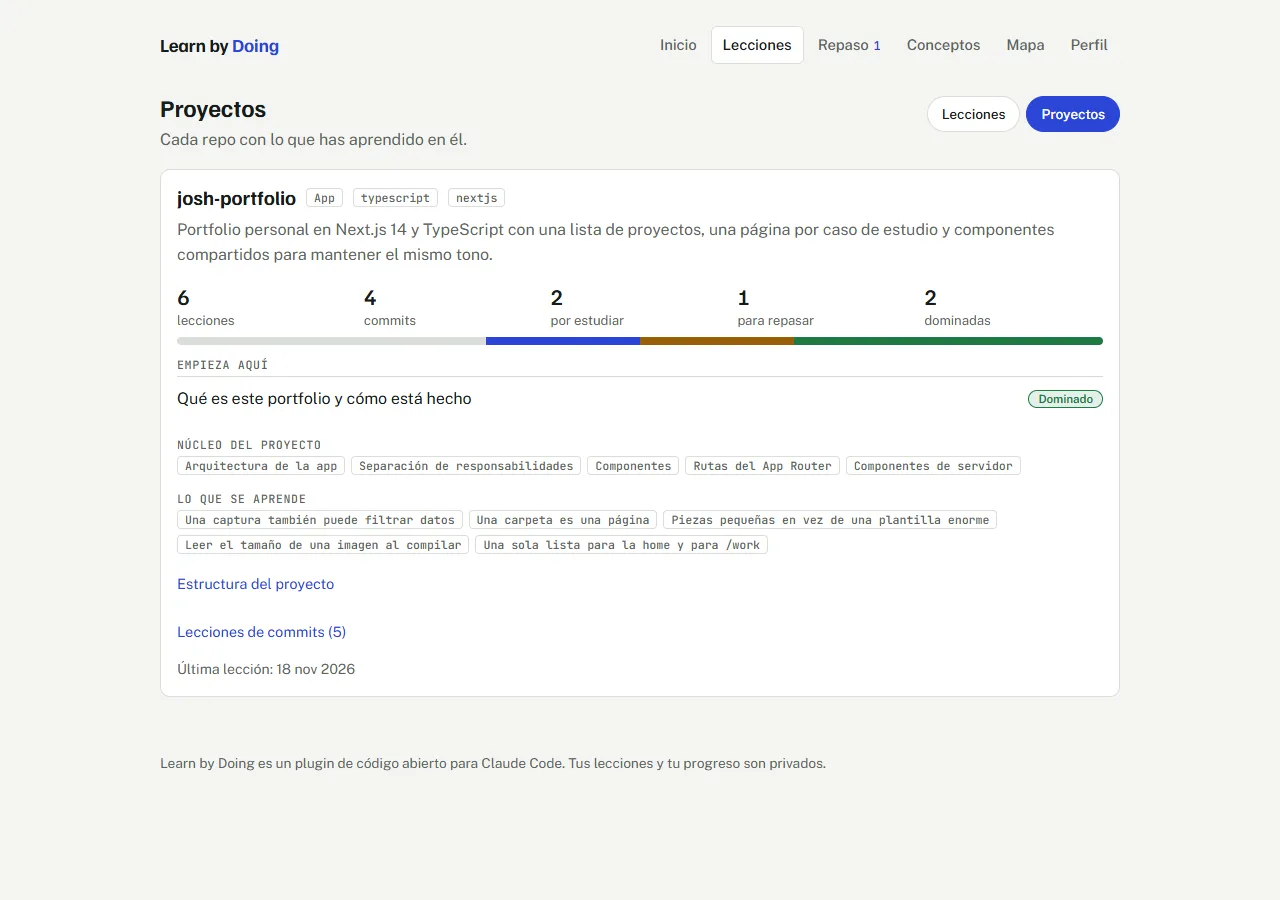 Learn by Doing
Inicio Lecciones Repaso 1 Conceptos Mapa Perfil
Proyectos
Cada repo con lo que has aprendido en él.
Lecciones Proyectos
josh-portfolio App typescript nextjs
Portfolio personal en Next.js 14 y TypeScript con una lista de proyectos, una página por caso de estudio y componentes
compartidos para mantener el mismo tono.
6 4 2 1 2
lecciones commits por estudiar para repasar dominadas
EMPIEZA AQUÍ
Qué es este portfolio y cómo está hecho Dominado
NÚCLEO DEL PROYECTO
Arquitectura de la app Separación de responsabilidades Componentes Rutas del App Router Componentes de servidor
LO QUE SE APRENDE
Una captura también puede filtrar datos Una carpeta es una página Piezas pequeñas en vez de una plantilla enorme
Leer el tamaño de una imagen al compilar Una sola lista para la home y para /work
Estructura del proyecto
Lecciones de commits (5)
Última lección: 18 nov 2026
Learn by Doing es un plugin de código abierto para Claude Code. Tus lecciones y tu progreso son privados.